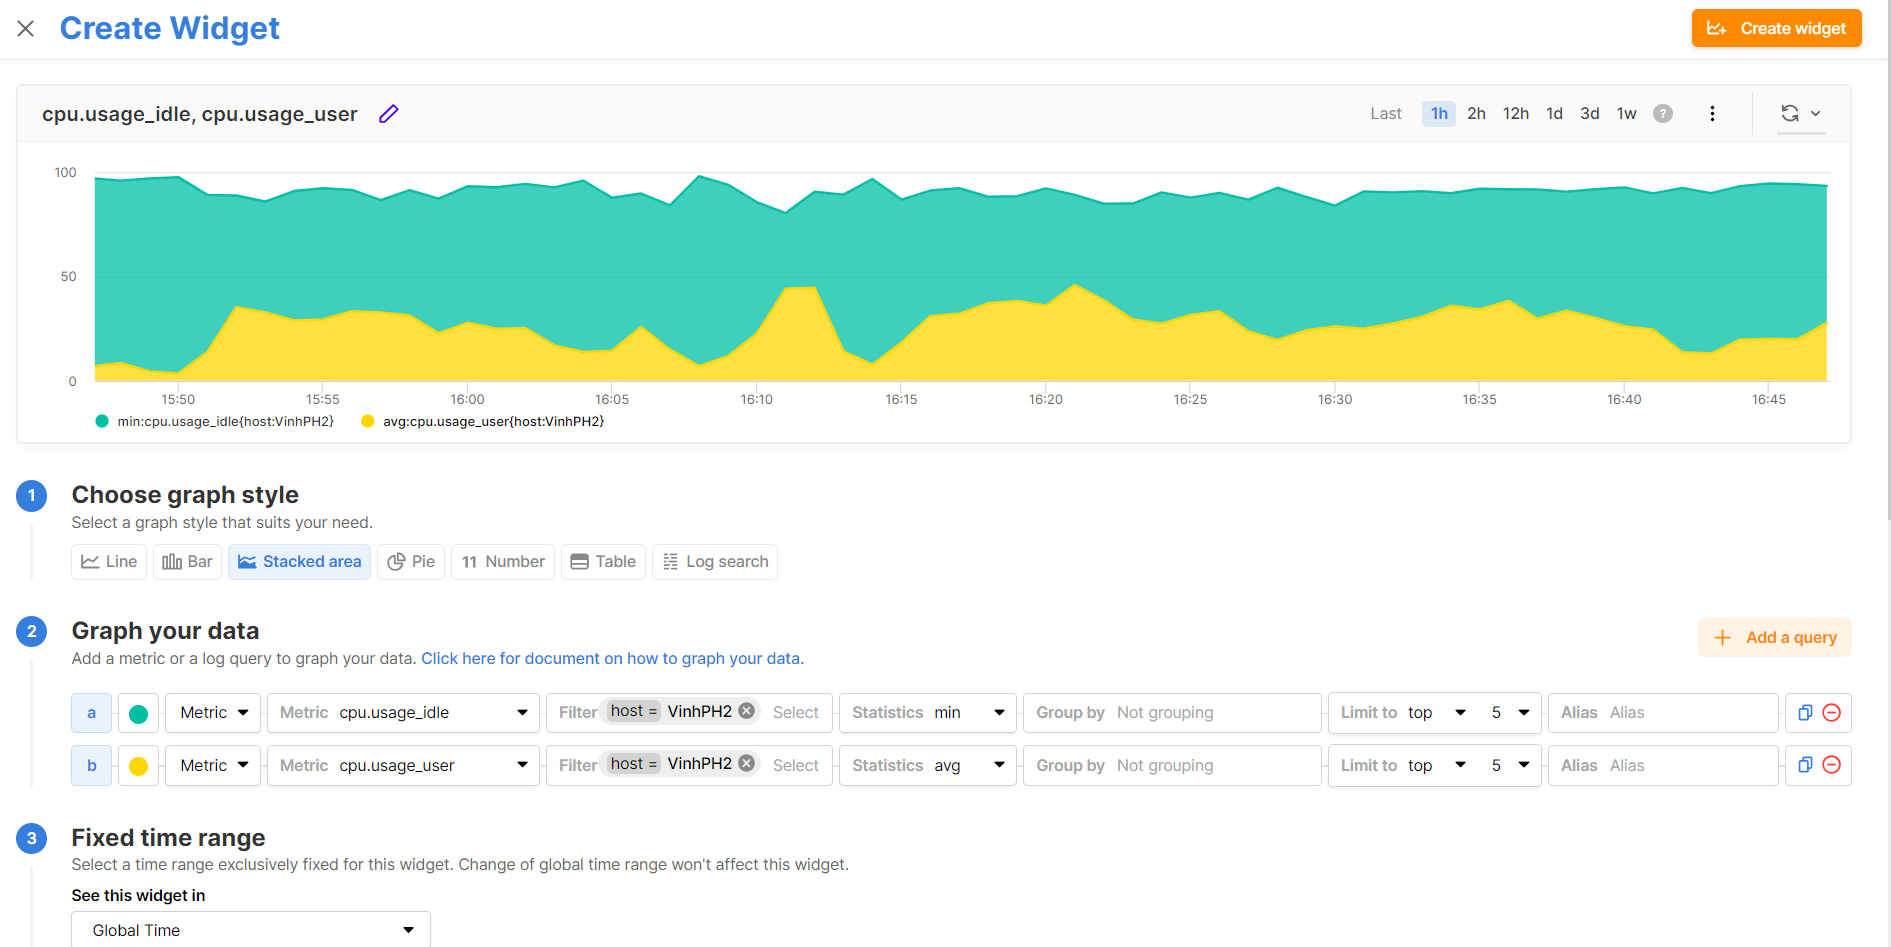 Create Widget
Create widget
cpu.usage_idle, cpu.usage_user
Last 1h 2h 12h 1d 3d 1w ?
100
50
0
15:50 15:55 16:00 16:05 16:10 16:15 16:20 16:25 16:30 16:35 16:40 16:45
min:cpu.usage_idle{host:VinhPH2} avg:cpu.usage_user{host:VinhPH2}
1 Choose graph style
Select a graph style that suits your need.
Line Bar Stacked area Pie 11 Number Table Log search
2 Graph your data
Add a query
Add a metric or a log query to graph your data. Click here for document on how to graph your data.
a Metric Metric cpu.usage_idle Filter host = VinhPH2 Select Statistics min Group by Not grouping Limit to top 5 Alias Alias
b Metric Metric cpu.usage_user Filter host = VinhPH2 Select Statistics avg Group by Not grouping Limit to top 5 Alias Alias
3 Fixed time range
Select a time range exclusively fixed for this widget. Change of global time range won't affect this widget.
See this widget in
Global Time